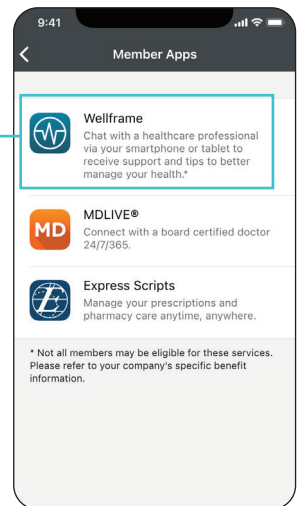 9:41
Member Apps
Wellframe
Chat with a healthcare professional
via your smartphone or tablet to
receive support and tips to better
manage your health.*
MD
MDLIVE®
Connect with a board certified doctor
24/7/365.
Express Scripts
Manage your prescriptions and
pharmacy care anytime, anywhere.
* Not all members may be eligible for these services.
Please refer to your company's specific benefit
information.